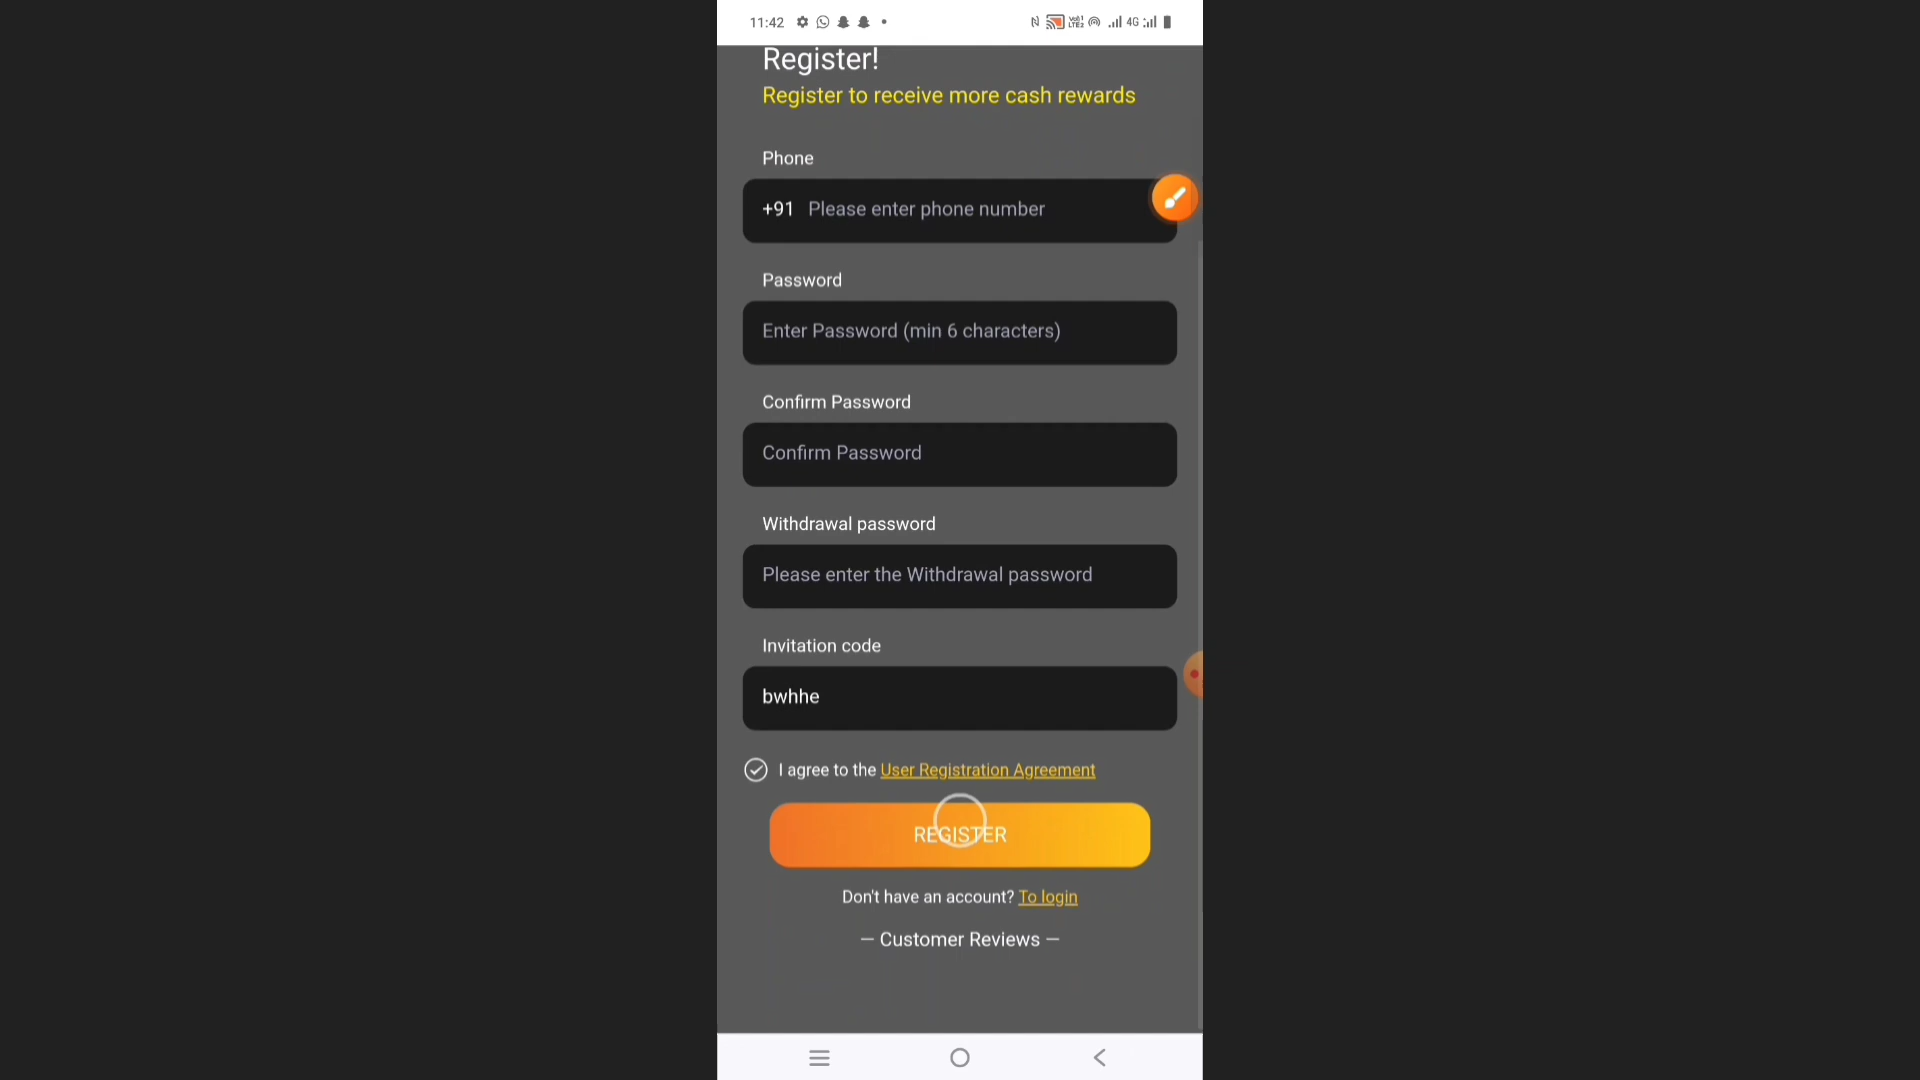 11:42 4G
Register!
Register to receive more cash rewards
Phone
+91 Please enter phone number
Password
Enter Password (min 6 characters)
Confirm Password
Confirm Password
Withdrawal password
Please enter the Withdrawal password
Invitation code
bwhhe
I agree to the User Registration Agreement
REGISTER
Don't have an account? To login
— Customer Reviews —